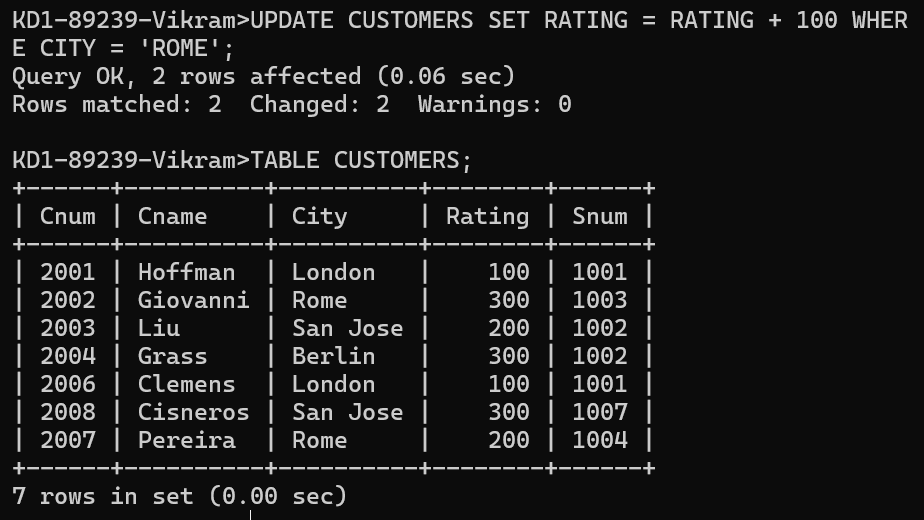 KD1-89239-Vikram>UPDATE CUSTOMERS SET RATING = RATING + 100 WHER
E CITY = 'ROME';
Query OK, 2 rows affected (0.06 sec)
Rows matched: 2  Changed: 2  Warnings: 0

KD1-89239-Vikram>TABLE CUSTOMERS;
+------+----------+----------+--------+------+
| Cnum | Cname    | City     | Rating | Snum |
+------+----------+----------+--------+------+
| 2001 | Hoffman  | London   |    100 | 1001 |
| 2002 | Giovanni | Rome     |    300 | 1003 |
| 2003 | Liu      | San Jose |    200 | 1002 |
| 2004 | Grass    | Berlin   |    300 | 1002 |
| 2006 | Clemens  | London   |    100 | 1001 |
| 2008 | Cisneros | San Jose |    300 | 1007 |
| 2007 | Pereira  | Rome     |    200 | 1004 |
+------+----------+----------+--------+------+
7 rows in set (0.00 sec)